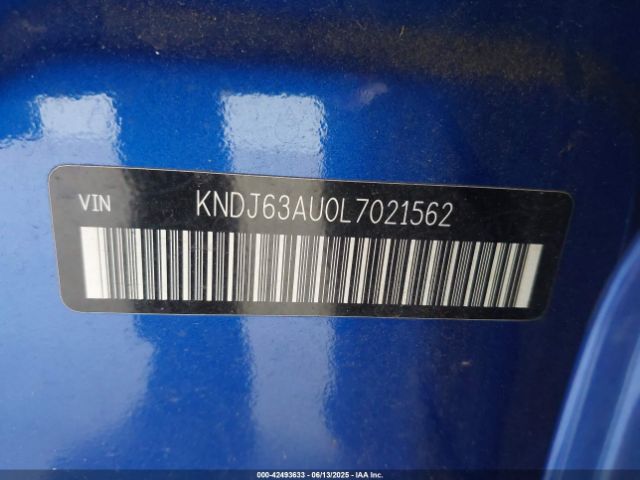 VIN KNDJ63AU0L7021562
000-42493633 - 06/13/2025 - IAA Inc.